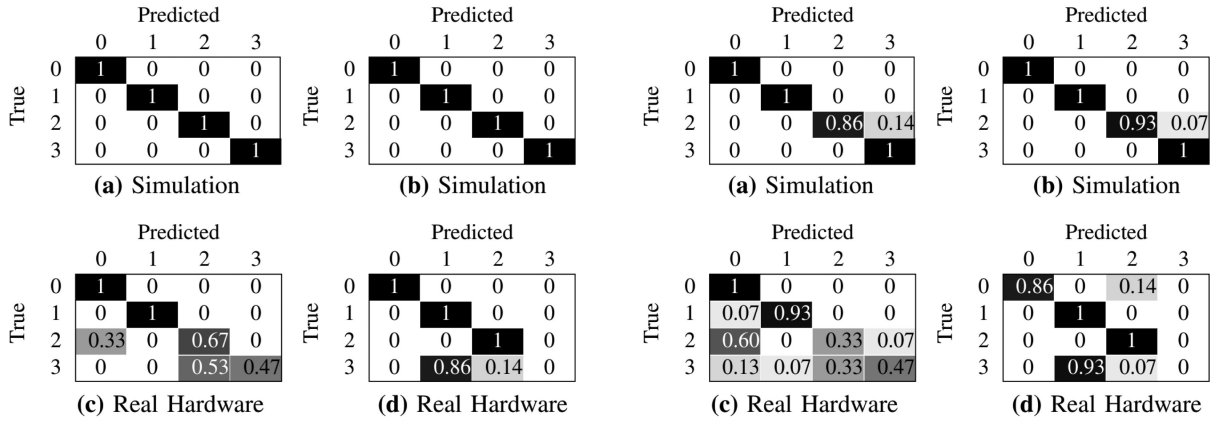 Predicted
0 1 2 3
True
0 1 0 0 0
1 0 1 0 0
2 0 0 1 0
3 0 0 0 1
(a) Simulation
Predicted
0 1 2 3
True
0 1 0 0 0
1 0 1 0 0
2 0 0 1 0
3 0 0 0 1
(b) Simulation
Predicted
0 1 2 3
True
0 1 0 0 0
1 0 1 0 0
2 0 0 0.86 0.14
3 0 0 0 1
(a) Simulation
Predicted
0 1 2 3
True
0 1 0 0 0
1 0 1 0 0
2 0 0 0.93 0.07
3 0 0 0 1
(b) Simulation
Predicted
0 1 2 3
True
0 1 0 0 0
1 0 1 0 0
2 0.33 0 0.67 0
3 0 0 0.53 0.47
(c) Real Hardware
Predicted
0 1 2 3
True
0 1 0 0 0
1 0 1 0 0
2 0 0 1 0
3 0 0.86 0.14 0
(d) Real Hardware
Predicted
0 1 2 3
True
0 1 0 0 0
1 0.07 0.93 0 0
2 0.60 0 0.33 0.07
3 0.13 0.07 0.33 0.47
(c) Real Hardware
Predicted
0 1 2 3
True
0 0.86 0 0.14 0
1 0 1 0 0
2 0 0 1 0
3 0 0.93 0.07 0
(d) Real Hardware